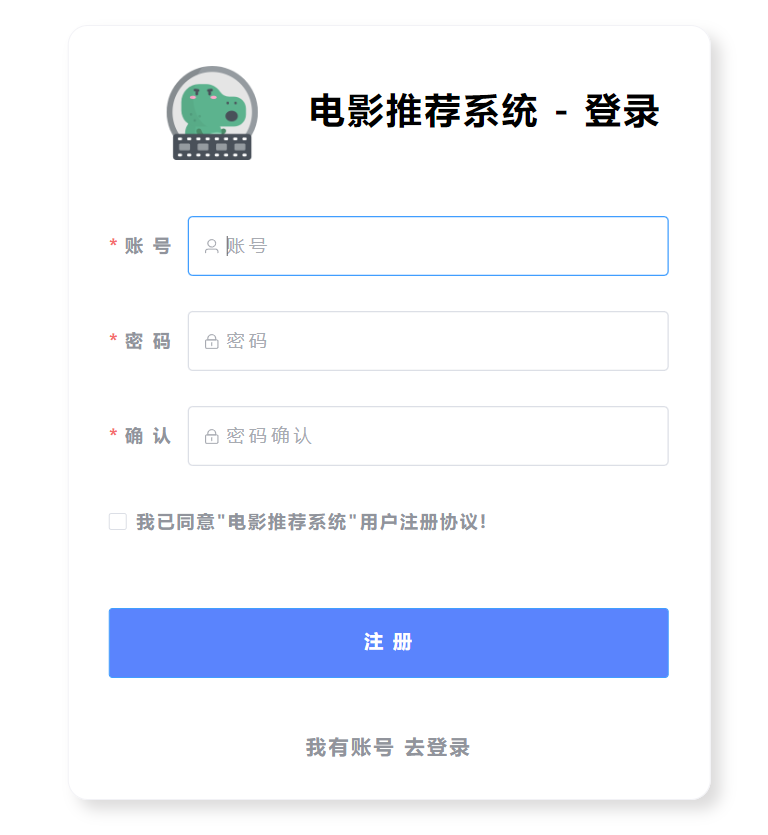 电影推荐系统 - 登录
* 账 号 账号
* 密 码 密码
* 确 认 密码确认
我已同意"电影推荐系统"用户注册协议!
注 册
我有账号 去登录